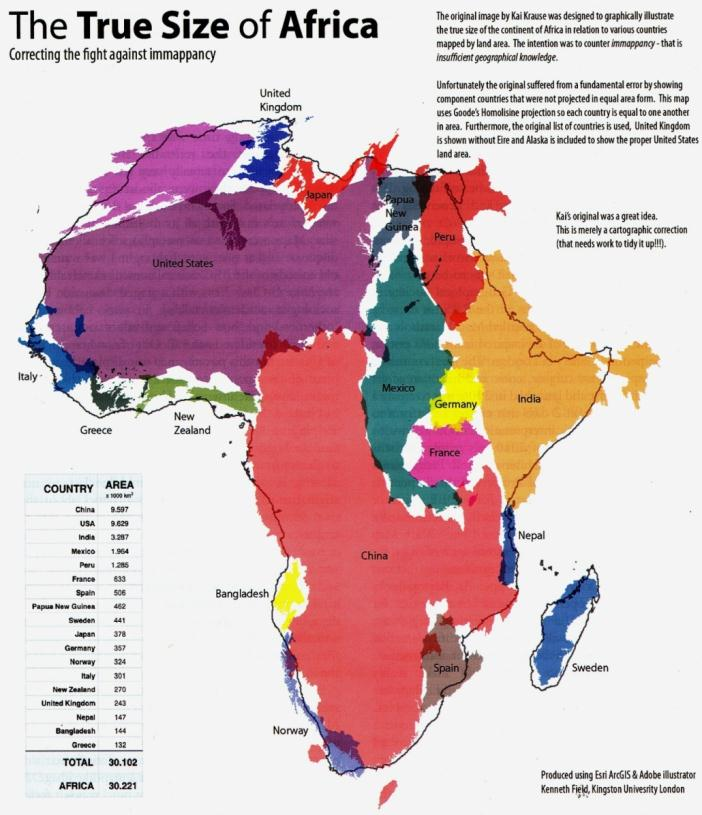 The True Size of Africa
Correcting the fight against immappancy
The original image by Kai Krause was designed to graphically illustrate
the true size of the continent of Africa in relation to various countries
mapped by land area. The intention was to counter immappancy - that is
insufficient geographical knowledge.
Unfortunately the original suffered from a fundamental error by showing
component countries that were not projected in equal area form. This map
uses Goode's Homolisine projection so each country is equal to one another
in area. Furthermore, the original list of countries is used, United Kingdom
is shown without Eire and Alaska is included to show the proper United States
land area.
Kai's original was a great idea.
This is merely a cartographic correction
(that needs work to tidy it up!!!).
United
Kingdom
Japan
Papua
New
Guinea
Peru
United States
Italy
Greece
New
Zealand
Mexico
Germany
India
France
China
Nepal
Bangladesh
Spain
Sweden
Norway
COUNTRY AREA
x 1000 km²
China 9.597
USA 9.629
India 3.287
Mexico 1.964
Peru 1.285
France 633
Spain 506
Papua New Guinea 462
Sweden 441
Japan 378
Germany 357
Norway 324
Italy 301
New Zealand 270
United Kingdom 243
Nepal 147
Bangladesh 144
Greece 132
TOTAL 30.102
AFRICA 30.221
Produced using Esri ArcGIS & Adobe illustrator
Kenneth Field, Kingston Univesrity London